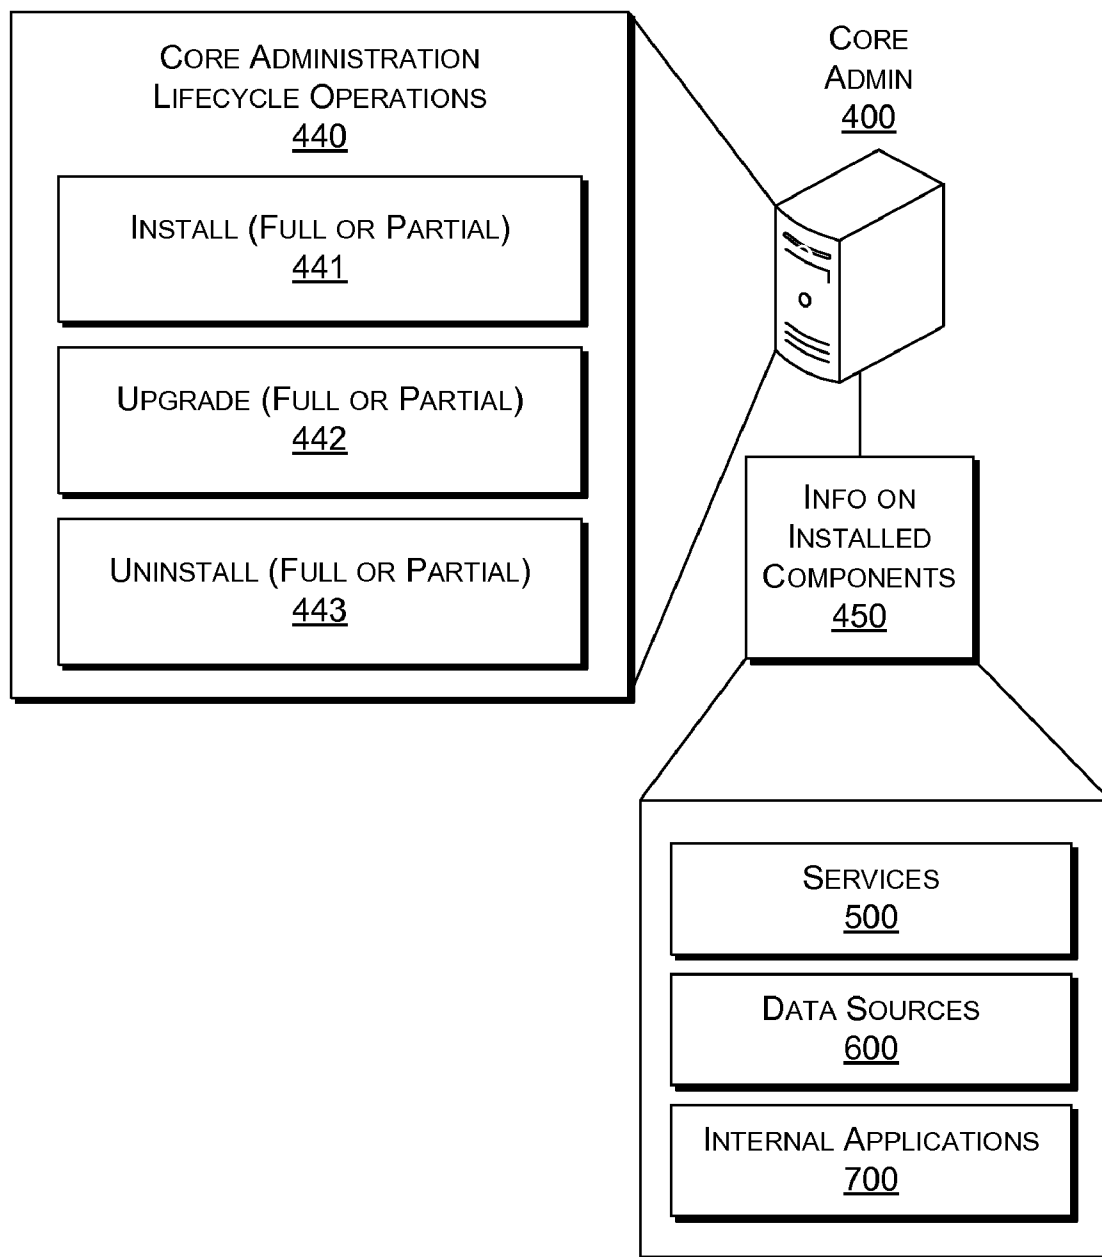 Core Administration
Lifecycle Operations
440
Install (Full or Partial)
441
Upgrade (Full or Partial)
442
Uninstall (Full or Partial)
443
Core
Admin
400
Info on
Installed
Components
450
Services
500
Data Sources
600
Internal Applications
700